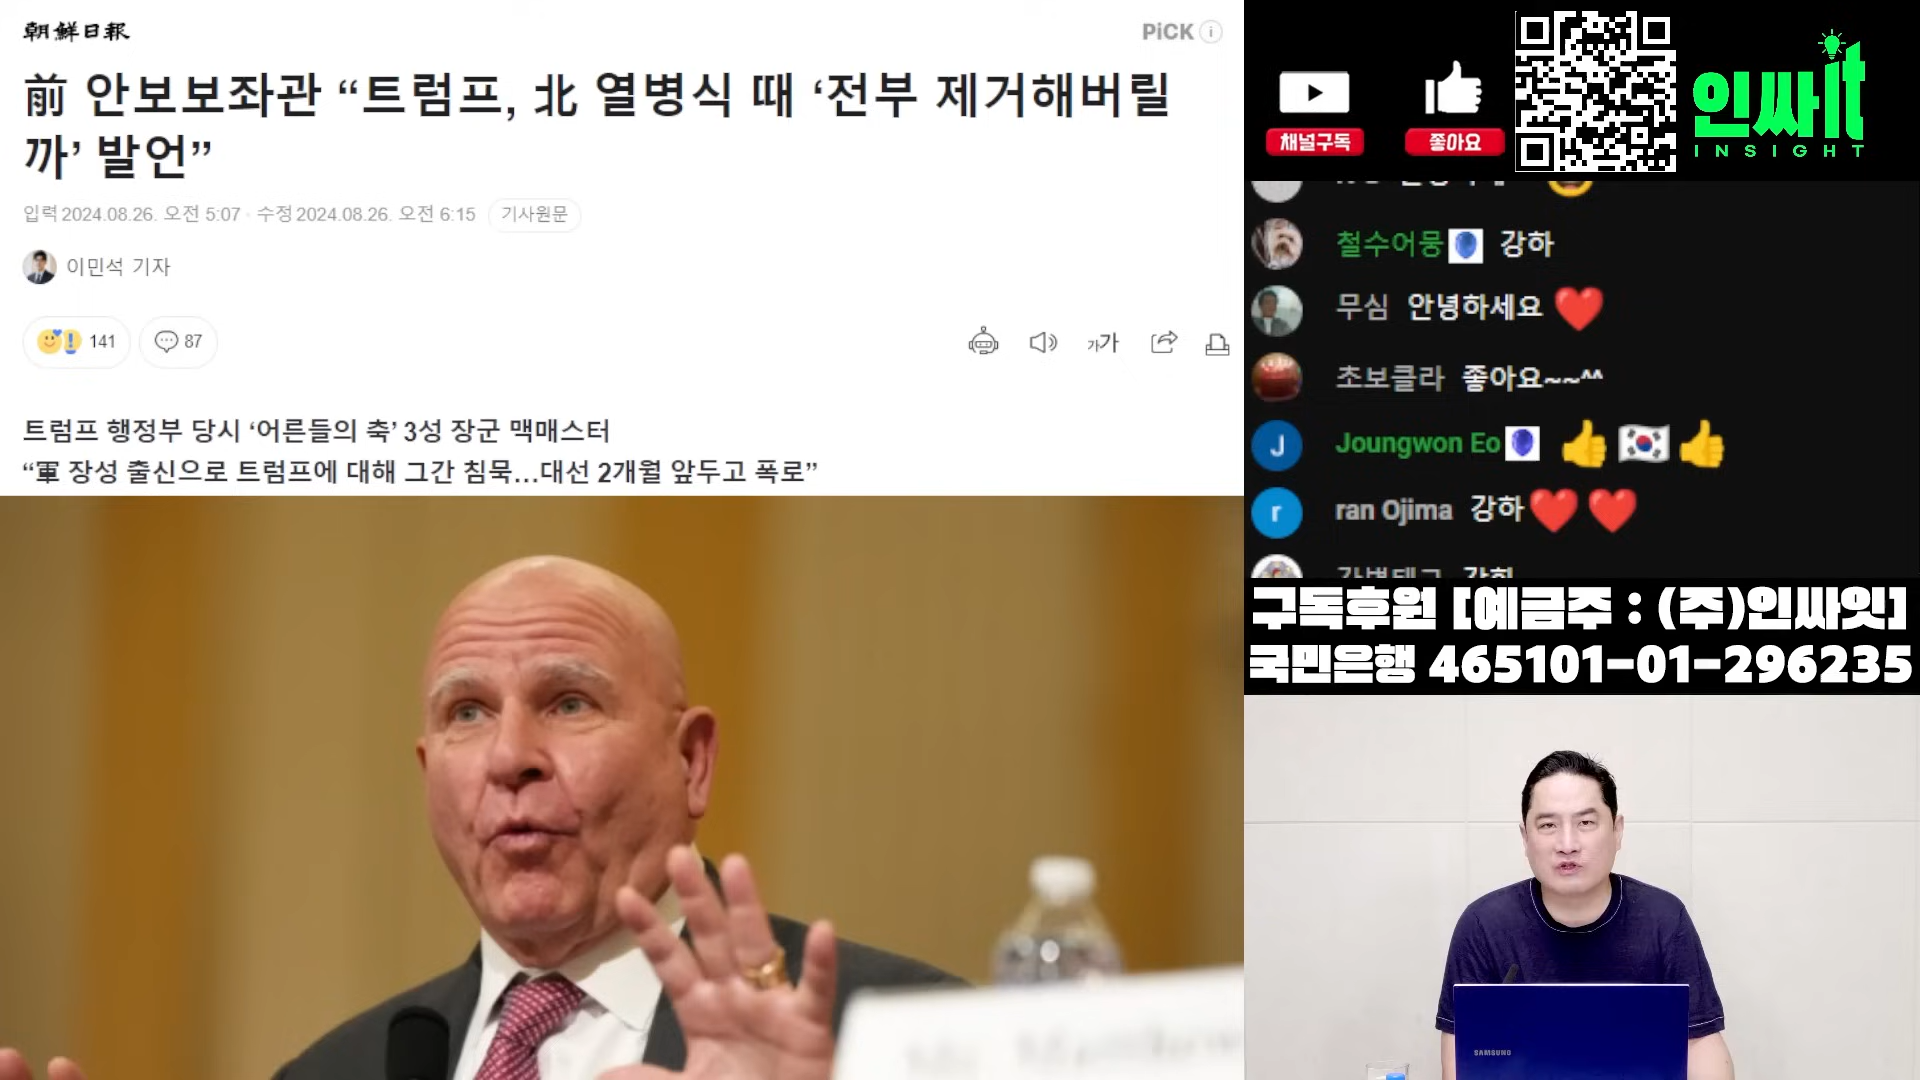 朝鮮日報
PiCK
前 안보보좌관 “트럼프, 北 열병식 때 ‘전부 제거해버릴
까’ 발언”
입력 2024.08.26. 오전 5:07 · 수정 2024.08.26. 오전 6:15 기사원문
이민석 기자
141 87
가가
트럼프 행정부 당시 ‘어른들의 축’ 3성 장군 맥매스터
“軍 장성 출신으로 트럼프에 대해 그간 침묵…대선 2개월 앞두고 폭로”
채널구독
좋아요
인싸it
INSIGHT
철수어뭉 강하
무심 안녕하세요 ❤️
초보클라 좋아요~~^^
J Joungwon Eo 👍🇰🇷👍
r ran Ojima 강하❤️❤️
구독후원 [예금주 : (주)인싸잇]
국민은행 465101-01-296235
SAMSUNG